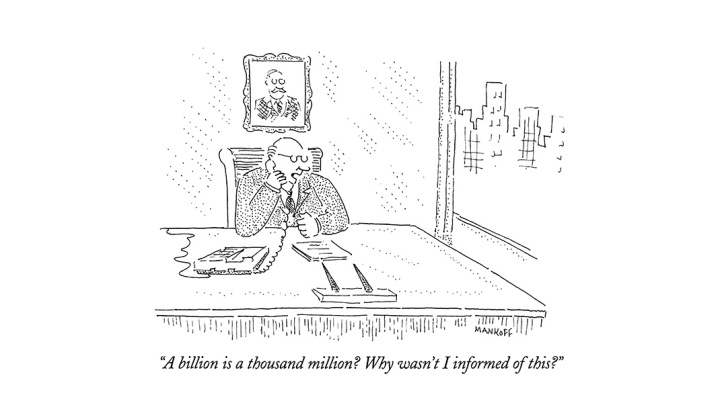 MANKOFF
“A billion is a thousand million? Why wasn’t I informed of this?”